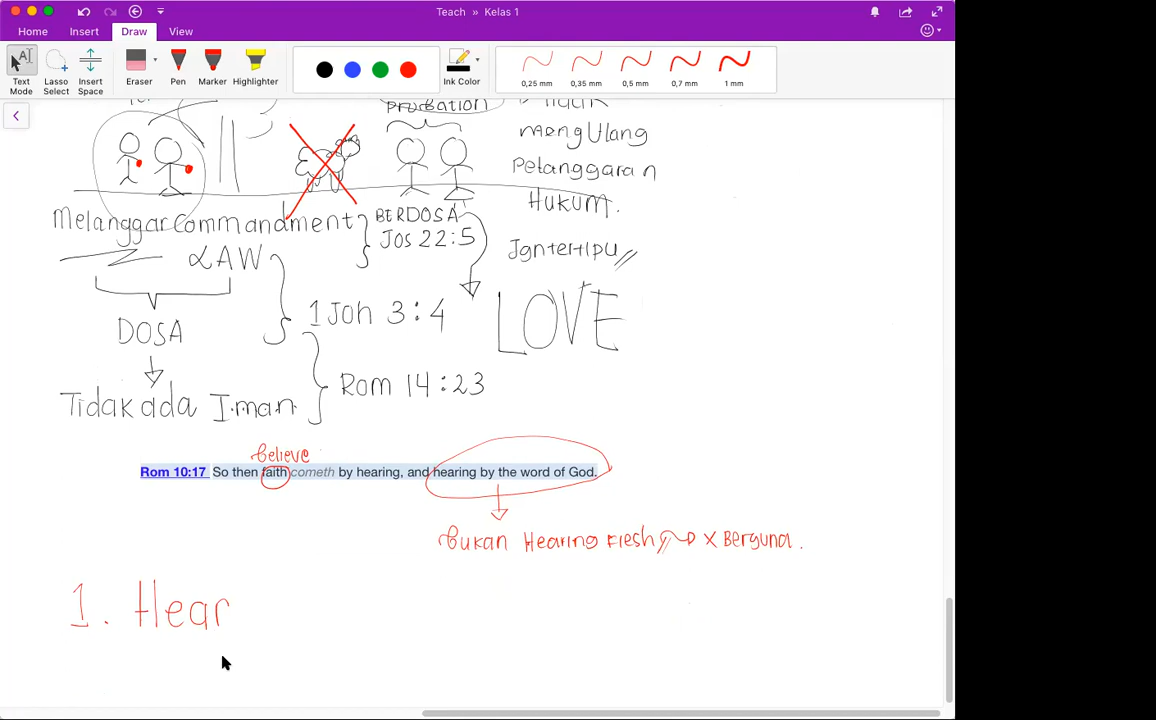 Teach > Kelas 1
Home Insert Draw View
Text Mode
Lasso Select
Insert Space
Eraser
Pen
Marker
Highlighter
Ink Color
0,25 mm
0,35 mm
0,5 mm
0,7 mm
1 mm
probation
mengUlang
Pelanggaran
Hukum.
Melanggar Commandment
BERDOSA
Jos 22:5
Jgn tertipu
LAW
LOVE
1 Joh 3:4
DOSA
Rom 14:23
Tidak ada Iman
believe
Rom 10:17 So then faith cometh by hearing, and hearing by the word of God.
bukan Hearing Flesh X Berguna.
1. Hear